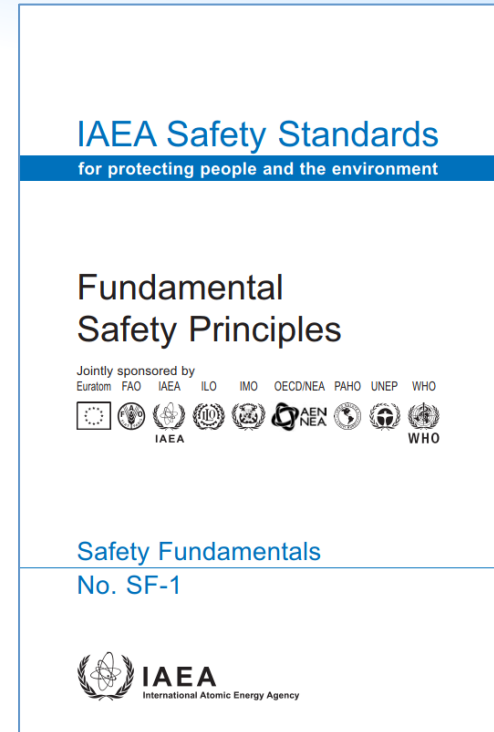 IAEA Safety Standards
for protecting people and the environment
Fundamental
Safety Principles
Jointly sponsored by
Euratom FAO IAEA ILO IMO OECD/NEA PAHO UNEP WHO
IAEA
AEN
NEA
WHO
Safety Fundamentals
No. SF-1
IAEA
International Atomic Energy Agency